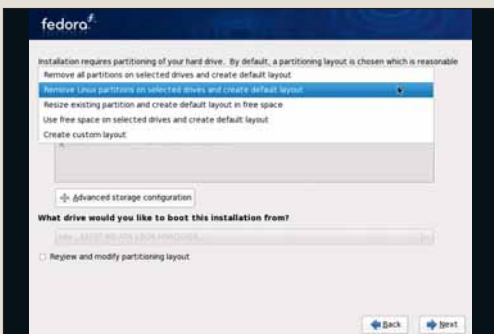 fedora
Installation requires partitioning of your hard drive. By default, a partitioning layout is chosen which is reasonable
Remove all partitions on selected drives and create default layout
Remove Linux partitions on selected drives and create default layout
Resize existing partition and create default layout in free space
Use free space on selected drives and create default layout
Create custom layout
Advanced storage configuration
What drive would you like to boot this installation from?
Review and modify partitioning layout
Back
Next